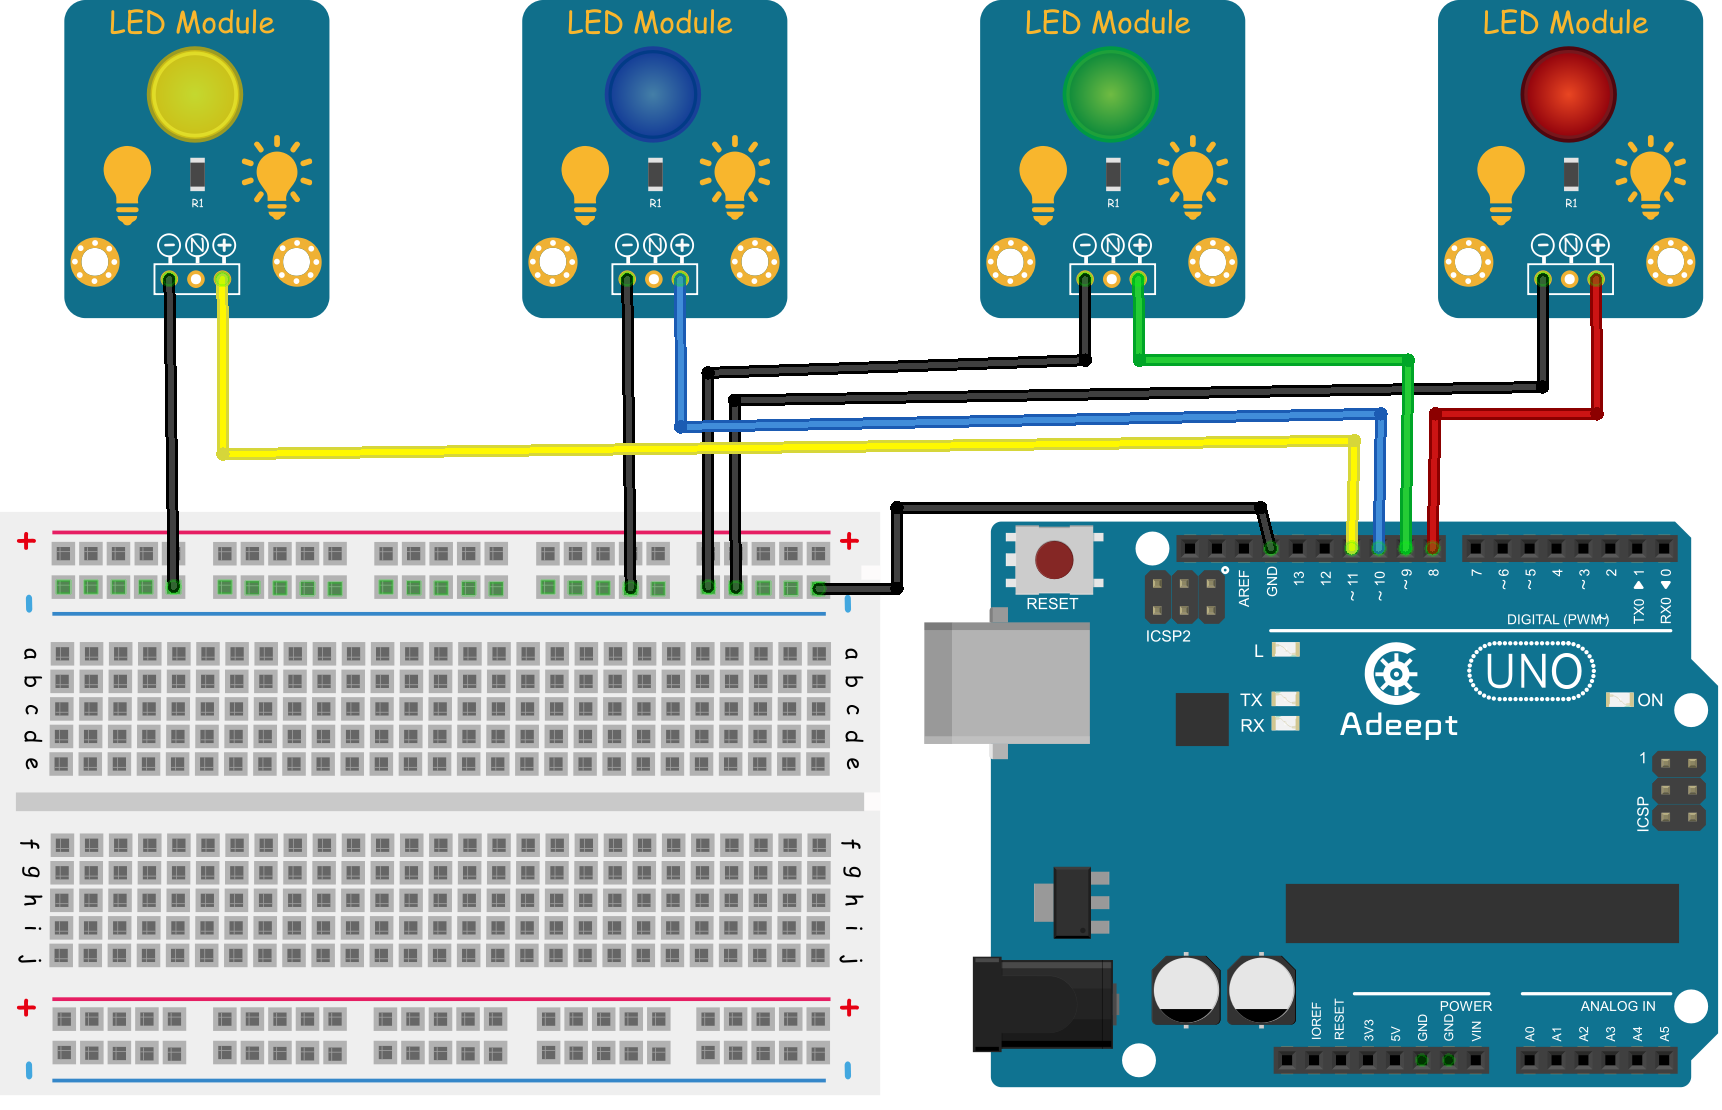 LED Module
LED Module
LED Module
LED Module
R1
R1
R1
R1
- N +
- N +
- N +
- N +
+
+
-
-
a
b
c
d
e
a
b
c
d
e
f
g
h
i
j
f
g
h
i
j
+
+
-
-
RESET
ICSP2
AREF
GND
13
12
~ 11
~ 10
~ 9
8
7
~ 6
~ 5
4
~ 3
2
TX0 ▶ 1
RX0 ◀ 0
DIGITAL (PWM~)
L
TX
RX
Adeept
UNO
ON
1
ICSP
POWER
ANALOG IN
IOREF
RESET
3V3
5V
GND
GND
VIN
A0
A1
A2
A3
A4
A5